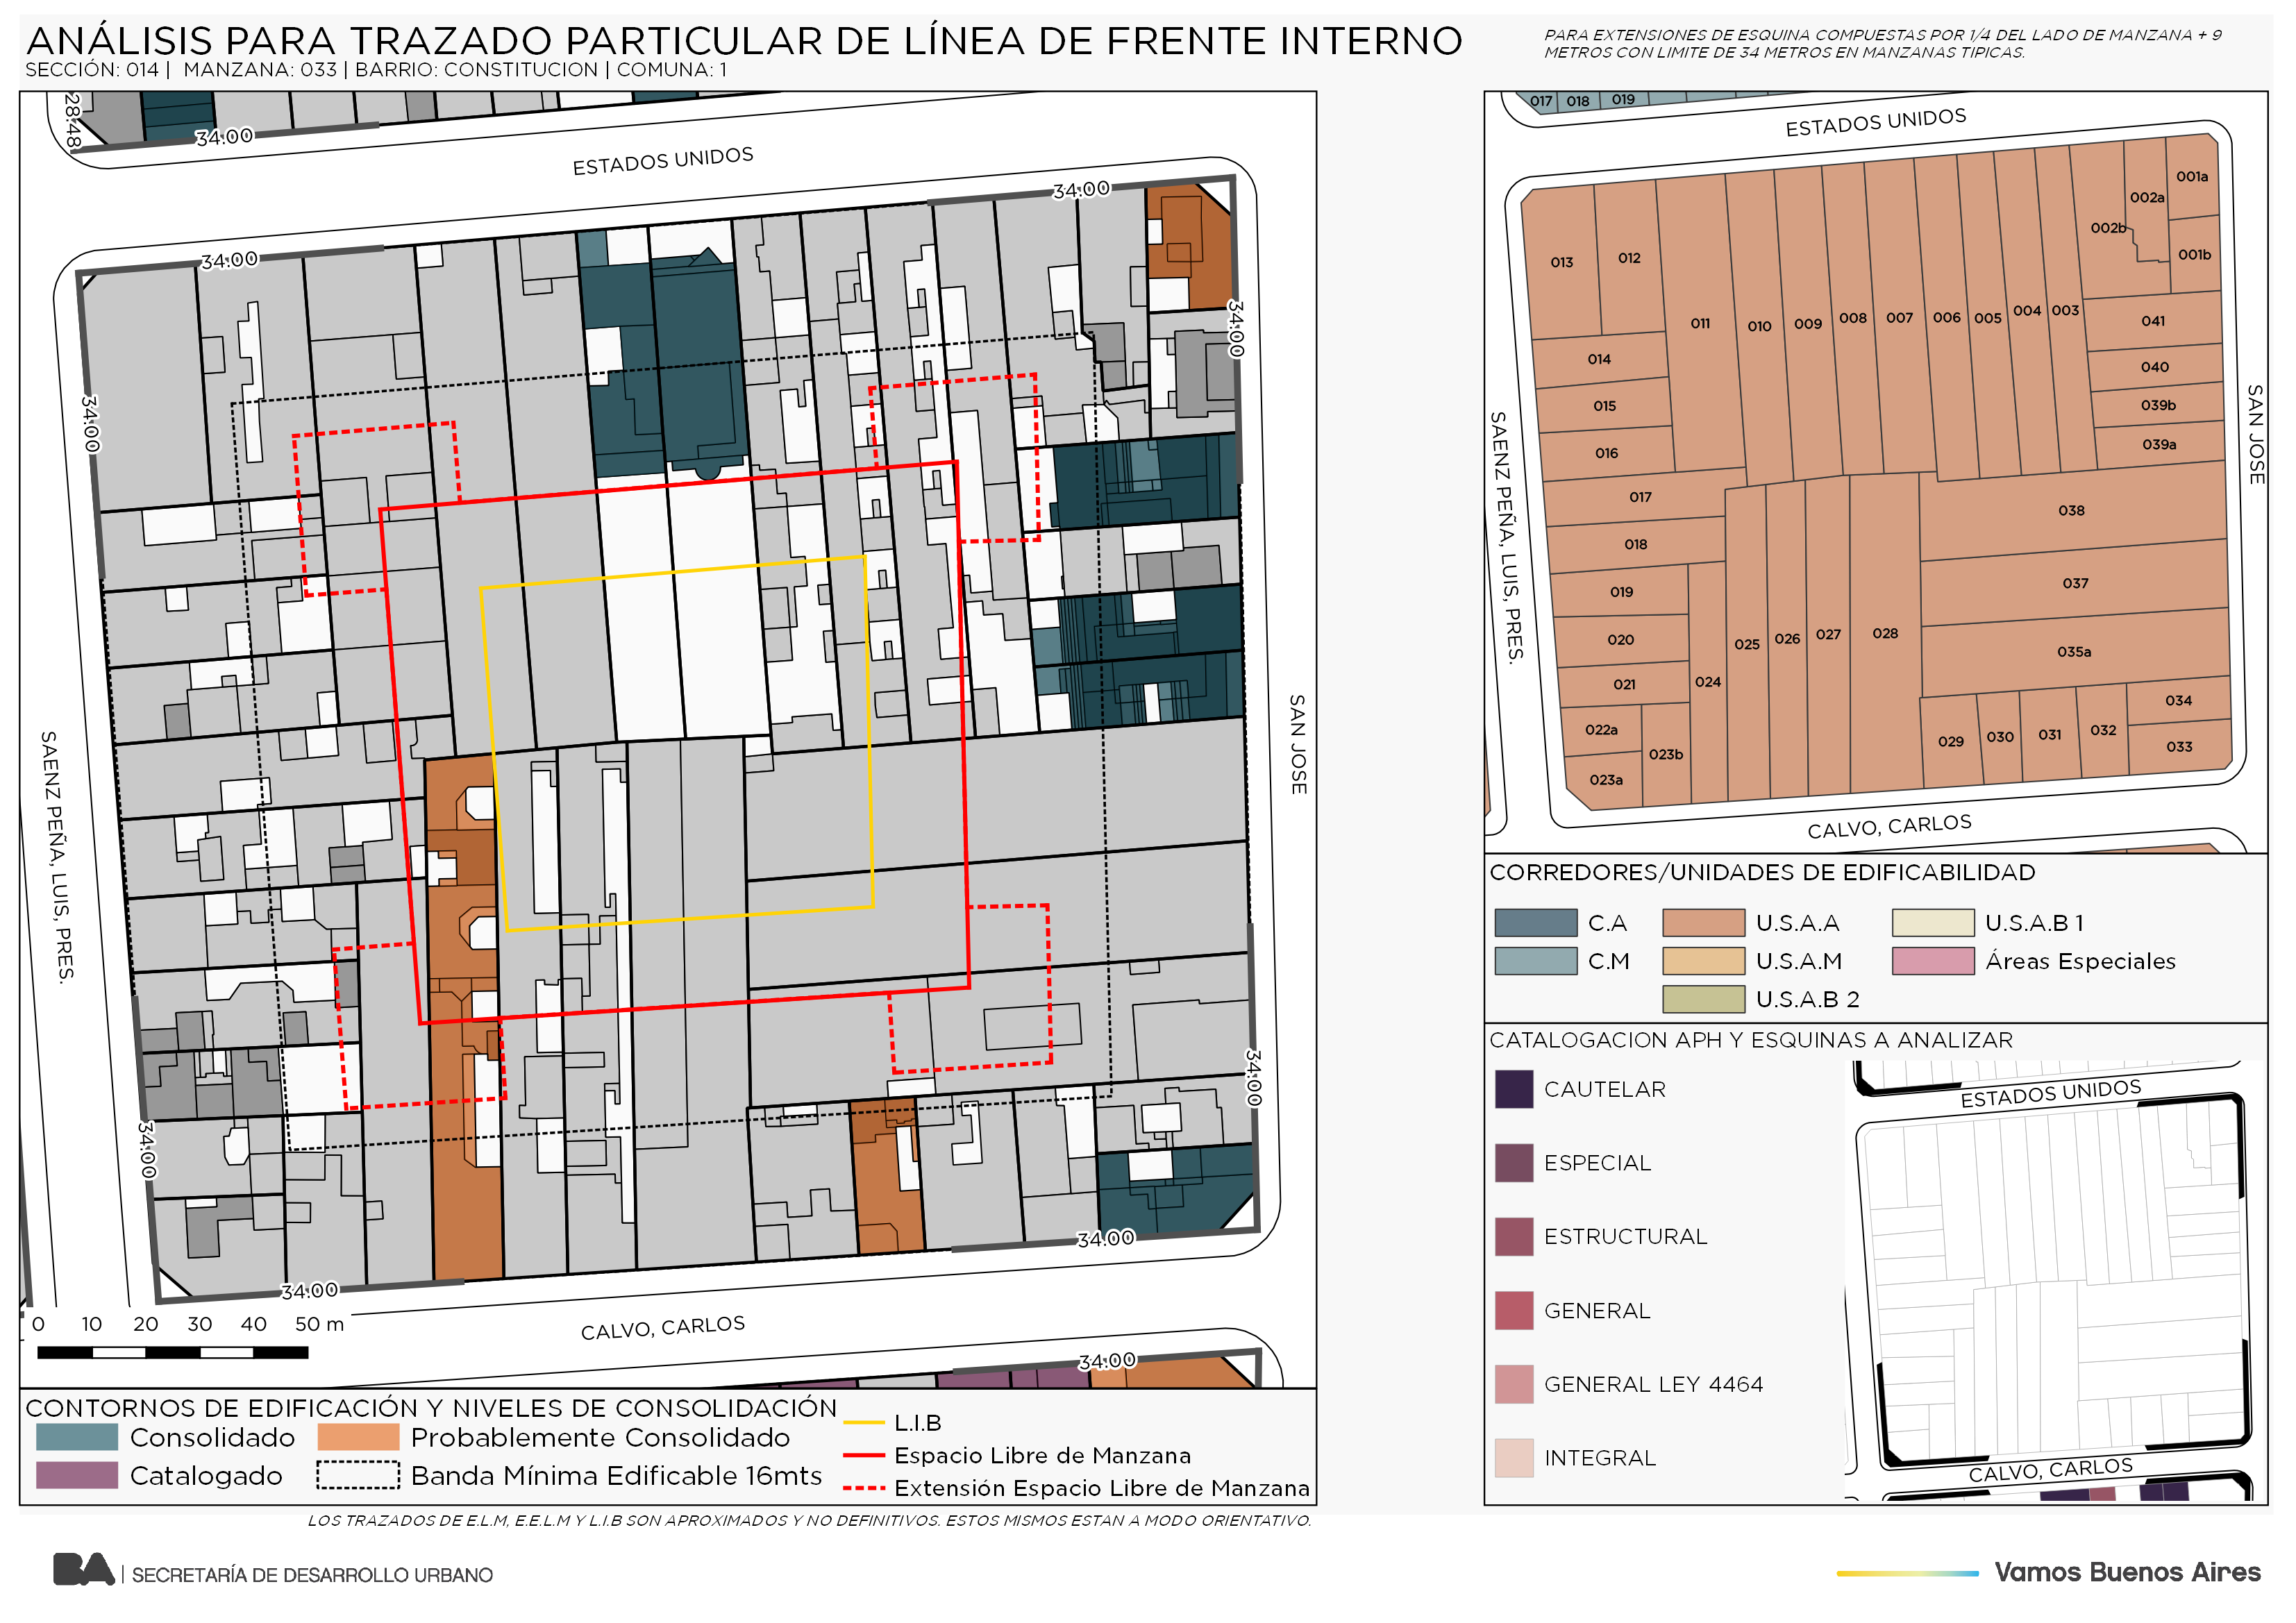 ANÁLISIS PARA TRAZADO PARTICULAR DE LÍNEA DE FRENTE INTERNO
SECCIÓN: 014 | MANZANA: 033 | BARRIO: CONSTITUCION | COMUNA: 1
PARA EXTENSIONES DE ESQUINA COMPUESTAS POR 1/4 DEL LADO DE MANZANA + 9
METROS CON LIMITE DE 34 METROS EN MANZANAS TIPICAS.
28.48
34.00
ESTADOS UNIDOS
34.00
34.00
34.00
34.00
SAENZ PEÑA, LUIS, PRES.
SAN JOSE
34.00
34.00
34.00
34.00
CALVO, CARLOS
34.00
0 10 20 30 40 50 m
CONTORNOS DE EDIFICACIÓN Y NIVELES DE CONSOLIDACIÓN
Consolidado
Probablemente Consolidado
Catalogado
Banda Mínima Edificable 16mts
L.I.B
Espacio Libre de Manzana
Extensión Espacio Libre de Manzana
017 018 019
ESTADOS UNIDOS
001a
002a
002b
001b
013
012
011
010
009
008
007
006
005
004
003
041
040
039b
039a
014
015
016
017
018
019
020
021
022a
023a
023b
024
025
026
027
028
038
037
035a
034
033
029
030
031
032
SAENZ PEÑA, LUIS, PRES.
SAN JOSE
CALVO, CARLOS
CORREDORES/UNIDADES DE EDIFICABILIDAD
C.A
U.S.A.A
U.S.A.B 1
C.M
U.S.A.M
Áreas Especiales
U.S.A.B 2
CATALOGACION APH Y ESQUINAS A ANALIZAR
CAUTELAR
ESPECIAL
ESTRUCTURAL
GENERAL
GENERAL LEY 4464
INTEGRAL
ESTADOS UNIDOS
CALVO, CARLOS
LOS TRAZADOS DE E.L.M, E.E.L.M Y L.I.B SON APROXIMADOS Y NO DEFINITIVOS. ESTOS MISMOS ESTAN A MODO ORIENTATIVO.
BA | SECRETARÍA DE DESARROLLO URBANO
Vamos Buenos Aires